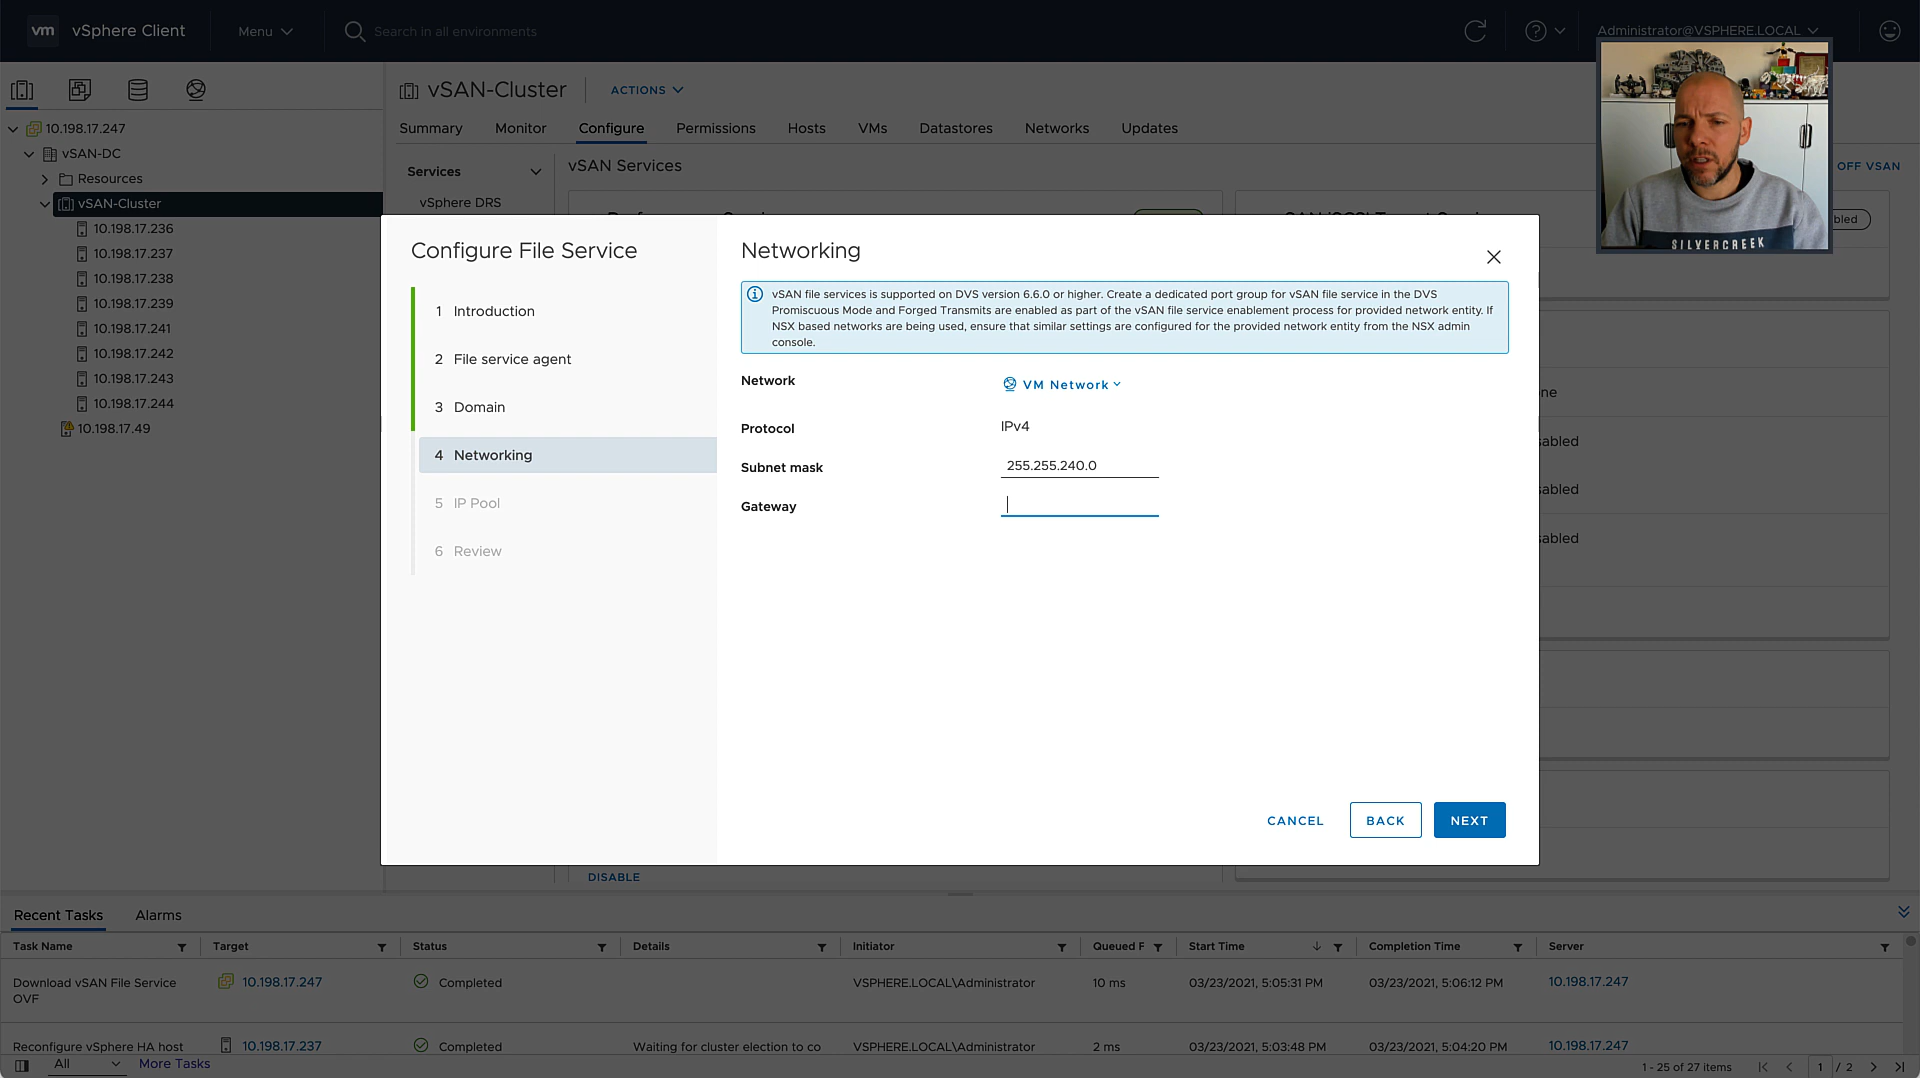 vm vSphere Client Menu Search in all environments ? Administrator@VSPHERE.LOCAL
vSAN-Cluster ACTIONS
Summary Monitor Configure Permissions Hosts VMs Datastores Networks Updates
10.198.17.247
vSAN-DC
Resources
vSAN-Cluster
10.198.17.236
10.198.17.237
10.198.17.238
10.198.17.239
10.198.17.241
10.198.17.242
10.198.17.243
10.198.17.244
10.198.17.49
Services
vSphere DRS
vSAN Services
OFF VSAN
bled
SILVERCREEK
Configure File Service
1 Introduction
2 File service agent
3 Domain
4 Networking
5 IP Pool
6 Review
Networking
vSAN file services is supported on DVS version 6.6.0 or higher. Create a dedicated port group for vSAN file service in the DVS
Promiscuous Mode and Forged Transmits are enabled as part of the vSAN file service enablement process for provided network entity. If
NSX based networks are being used, ensure that similar settings are configured for the provided network entity from the NSX admin
console.
Network VM Network
Protocol IPv4
Subnet mask 255.255.240.0
Gateway
CANCEL BACK NEXT
ne
abled
abled
abled
DISABLE
Recent Tasks Alarms
Task Name Target Status Details Initiator Queued F Start Time Completion Time Server
Download vSAN File Service
OVF 10.198.17.247 Completed VSPHERE.LOCAL\Administrator 10 ms 03/23/2021, 5:05:31 PM 03/23/2021, 5:06:12 PM 10.198.17.247
Reconfigure vSphere HA host 10.198.17.237 Completed Waiting for cluster election to co VSPHERE.LOCAL\Administrator 2 ms 03/23/2021, 5:03:48 PM 03/23/2021, 5:04:20 PM 10.198.17.247
All More Tasks 1 - 25 of 27 items 1 / 2